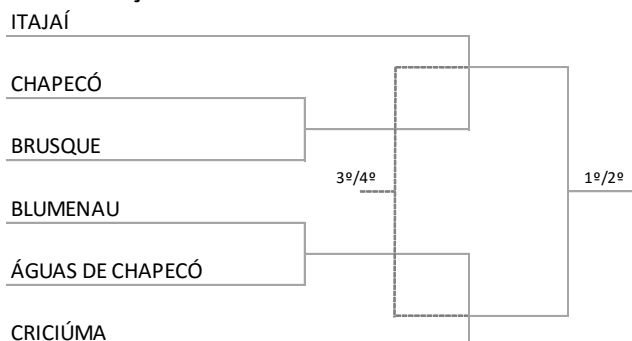 ITAJAÍ
CHAPECÓ
BRUSQUE
3º/4º
1º/2º
BLUMENAU
ÁGUAS DE CHAPECÓ
CRICIÚMA